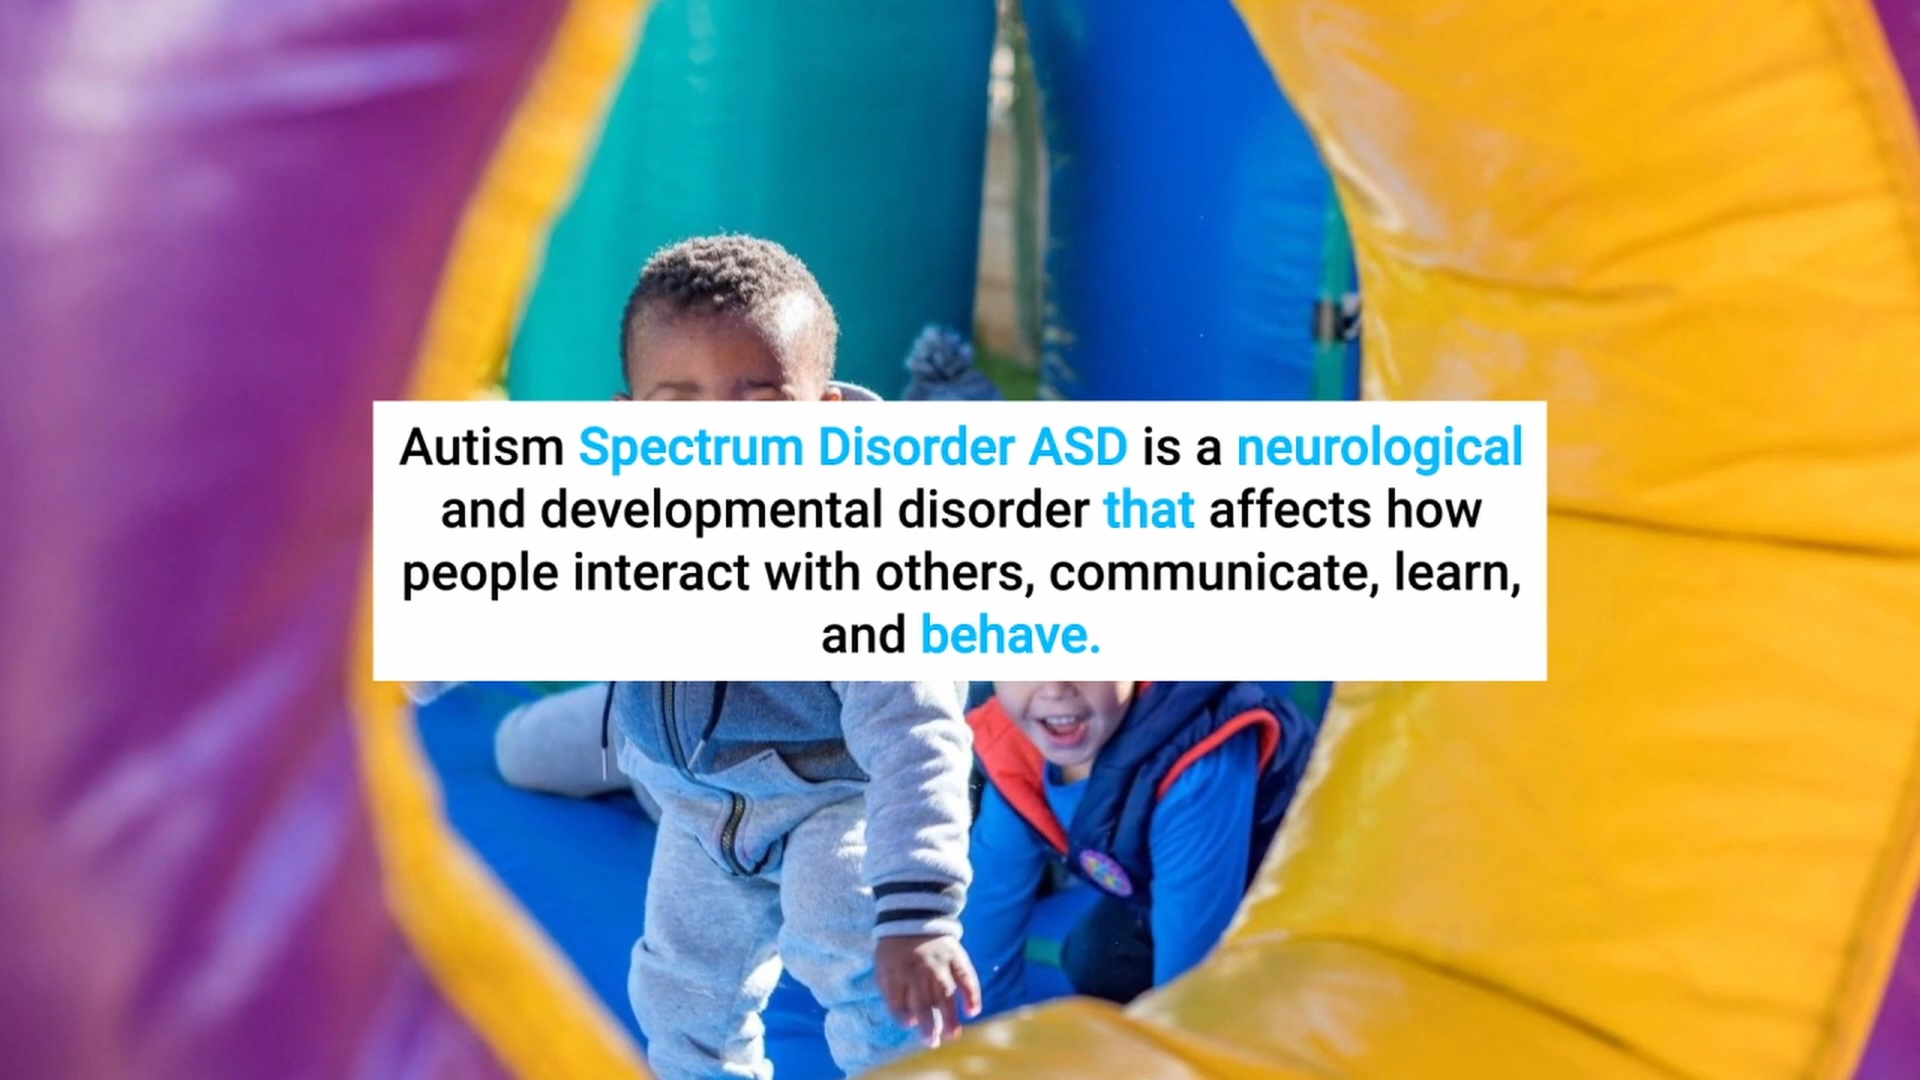 Autism Spectrum Disorder ASD is a neurological
and developmental disorder that affects how
people interact with others, communicate, learn,
and behave.